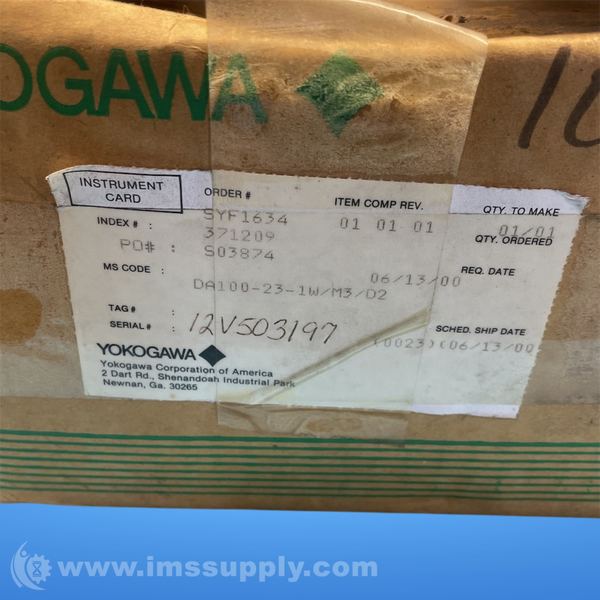 OGAWA
10
INSTRUMENT CARD
ORDER # SYF1634
ITEM COMP REV. 01 01 01
QTY. TO MAKE 01/01
INDEX # : 371209
QTY. ORDERED
PO# : S03874
REQ. DATE 06/13/00
MS CODE : DA100-23-1W/M3/D2
TAG # :
SERIAL # : 12V503197
SCHED. SHIP DATE (0023)(06/13/00
YOKOGAWA
Yokogawa Corporation of America
2 Dart Rd., Shenandoah Industrial Park
Newnan, Ga. 30265
www.imssupply.com